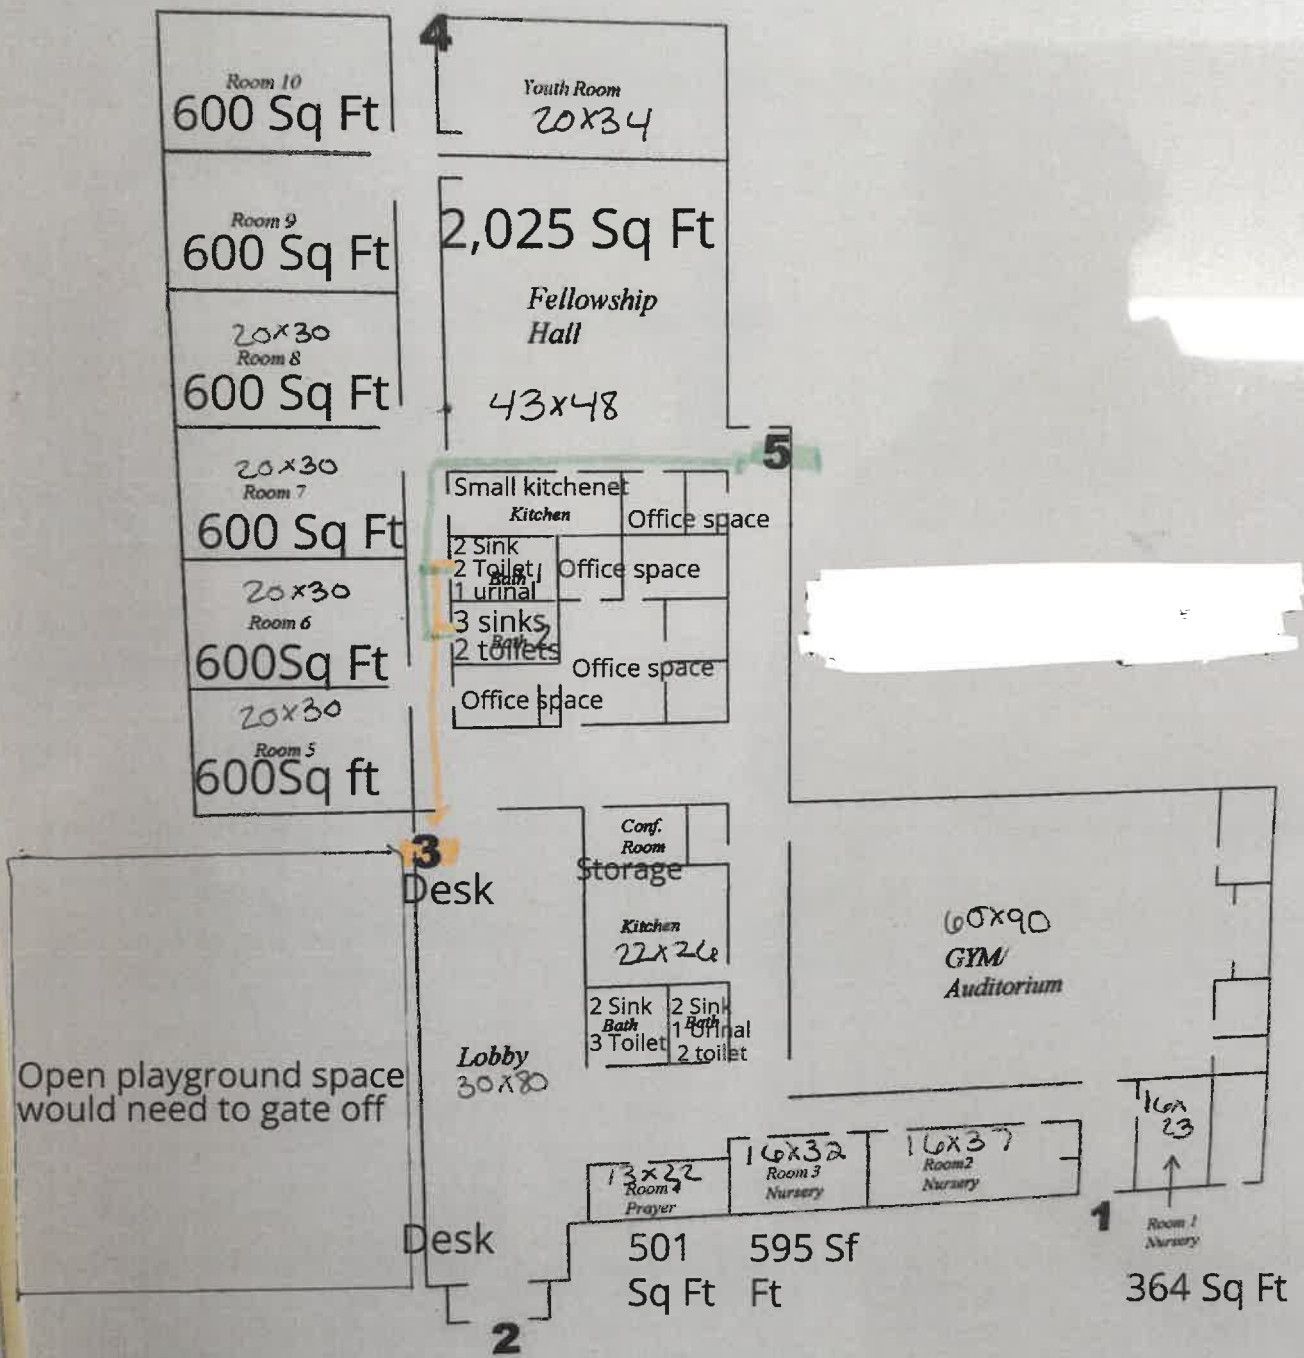 4
Room 10
600 Sq Ft
Youth Room
20x34
Room 9
600 Sq Ft
2,025 Sq Ft
Fellowship
Hall
43x48
20x30
Room 8
600 Sq Ft
20x30
Room 7
600 Sq Ft
5
Small kitchenet
Kitchen
Office space
2 Sink
2 Toilet
Bath 1
1 urinal
Office space
20x30
Room 6
600Sq Ft
3 sinks
Bath 2
2 toilets
Office space
Office space
20x30
Room 5
600Sq ft
3
Desk
Conf.
Room
Storage
Kitchen
22x26
60x90
GYM/
Auditorium
2 Sink
Bath
3 Toilet
2 Sink
Bath
1 Urinal
2 toilet
Lobby
30x80
Open playground space
would need to gate off
13x22
Room 4
Prayer
16x32
Room 3
Nursery
16x37
Room2
Nursery
16x
23
Room 1
Nursery
1
Desk
501
Sq Ft
595 Sf
Ft
364 Sq Ft
2